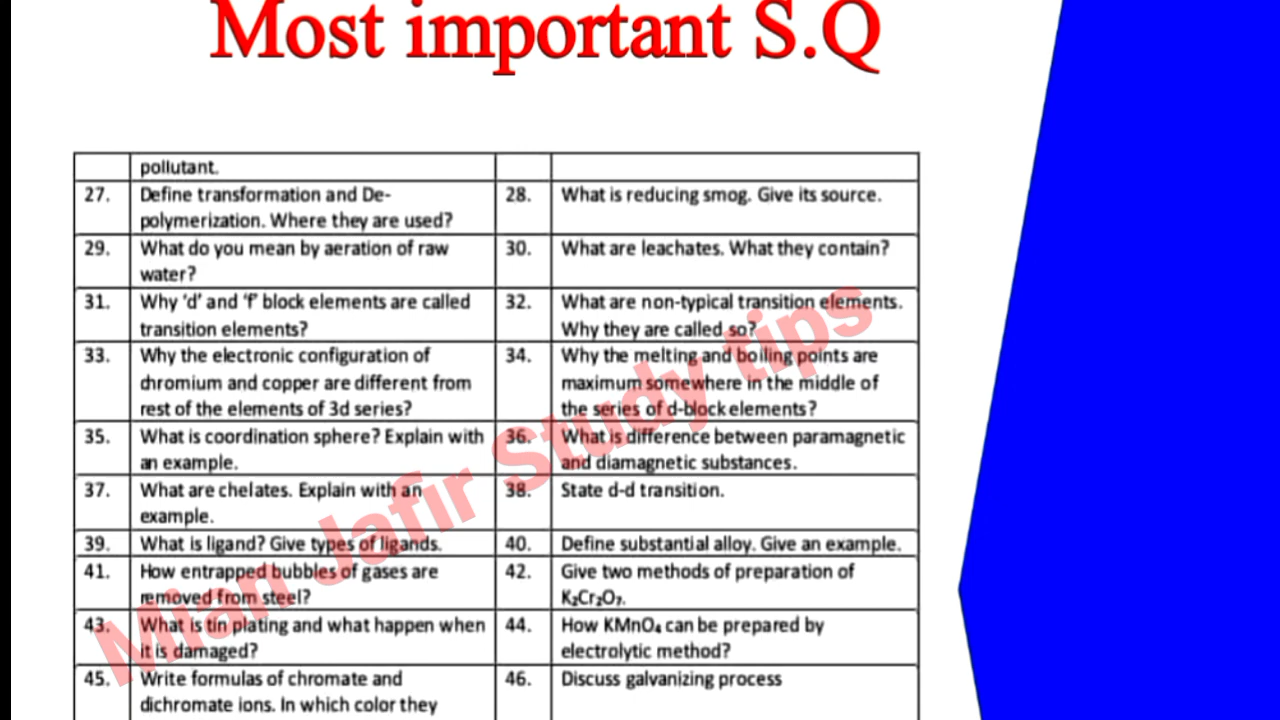 Most important S.Q
pollutant.
27. Define transformation and De-
polymerization. Where they are used?
28. What is reducing smog. Give its source.
29. What do you mean by aeration of raw
water?
30. What are leachates. What they contain?
31. Why 'd' and 'f' block elements are called
transition elements?
32. What are non-typical transition elements.
Why they are called so?
33. Why the electronic configuration of
chromium and copper are different from
rest of the elements of 3d series?
34. Why the melting and boiling points are
maximum somewhere in the middle of
the series of d-block elements?
35. What is coordination sphere? Explain with
an example.
36. What is difference between paramagnetic
and diamagnetic substances.
37. What are chelates. Explain with an
example.
38. State d-d transition.
39. What is ligand? Give types of ligands.
40. Define substantial alloy. Give an example.
41. How entrapped bubbles of gases are
removed from steel?
42. Give two methods of preparation of
K₂Cr₂O₇.
43. What is tin plating and what happen when
it is damaged?
44. How KMnO₄ can be prepared by
electrolytic method?
45. Write formulas of chromate and
dichromate ions. In which color they
46. Discuss galvanizing process
Mian Jafir Study tips